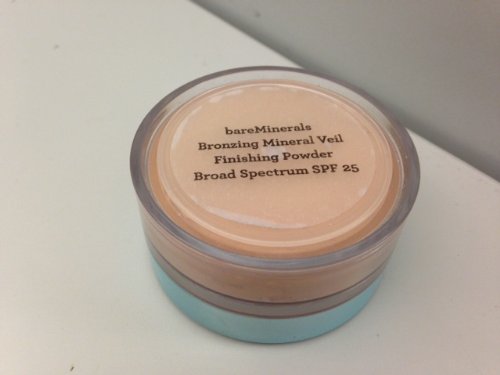 bareMinerals
Bronzing Mineral Veil
Finishing Powder
Broad Spectrum SPF 25